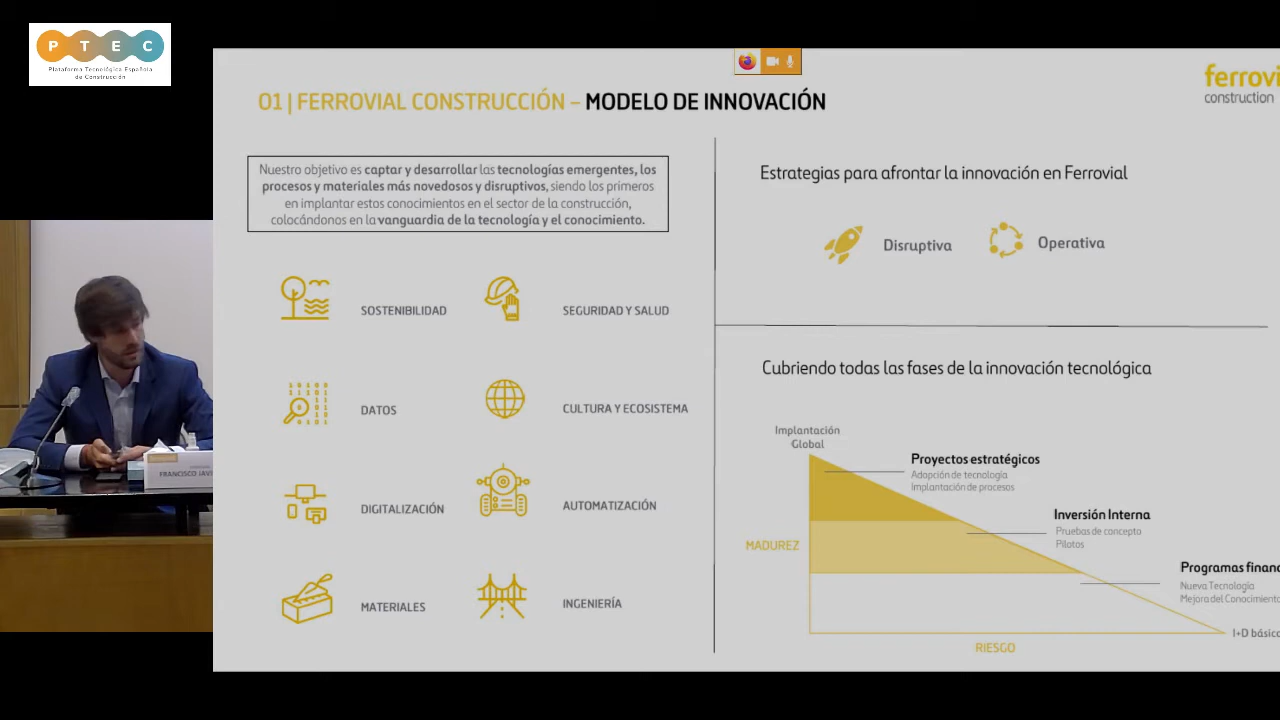 P T E C
Plataforma Tecnológica Española
de Construcción
01 | FERROVIAL CONSTRUCCIÓN – MODELO DE INNOVACIÓN
ferrovi
construction
Nuestro objetivo es captar y desarrollar las tecnologías emergentes, los
procesos y materiales más novedosos y disruptivos, siendo los primeros
en implantar estos conocimientos en el sector de la construcción,
colocándonos en la vanguardia de la tecnología y el conocimiento.
SOSTENIBILIDAD
SEGURIDAD Y SALUD
DATOS
CULTURA Y ECOSISTEMA
DIGITALIZACIÓN
AUTOMATIZACIÓN
MATERIALES
INGENIERÍA
Estrategias para afrontar la innovación en Ferrovial
Disruptiva
Operativa
Cubriendo todas las fases de la innovación tecnológica
Implantación
Global
Proyectos estratégicos
Adopción de tecnología
Implantación de procesos
Inversión Interna
Pruebas de concepto
Pilotos
MADUREZ
Programas financ
Nueva Tecnología
Mejora del Conocimiento
I+D básic
RIESGO
FRANCISCO JAVI